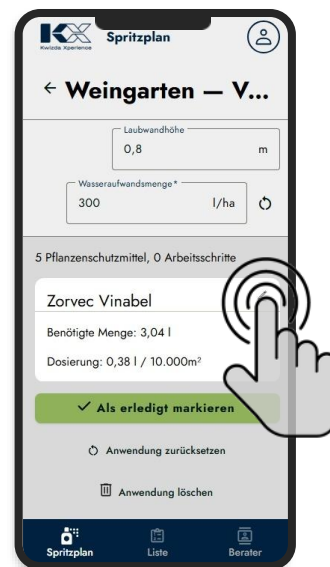 KX
Kwizda Xperience
Spritzplan
← Weingarten — V...
Laubwandhöhe
0,8 m
Wasseraufwandsmenge*
300 l/ha
5 Pflanzenschutzmittel, 0 Arbeitsschritte
Zorvec Vinabel
Benötigte Menge: 3,04 l
Dosierung: 0,38 l / 10.000m²
✓ Als erledigt markieren
Anwendung zurücksetzen
Anwendung löschen
Spritzplan Liste Berater